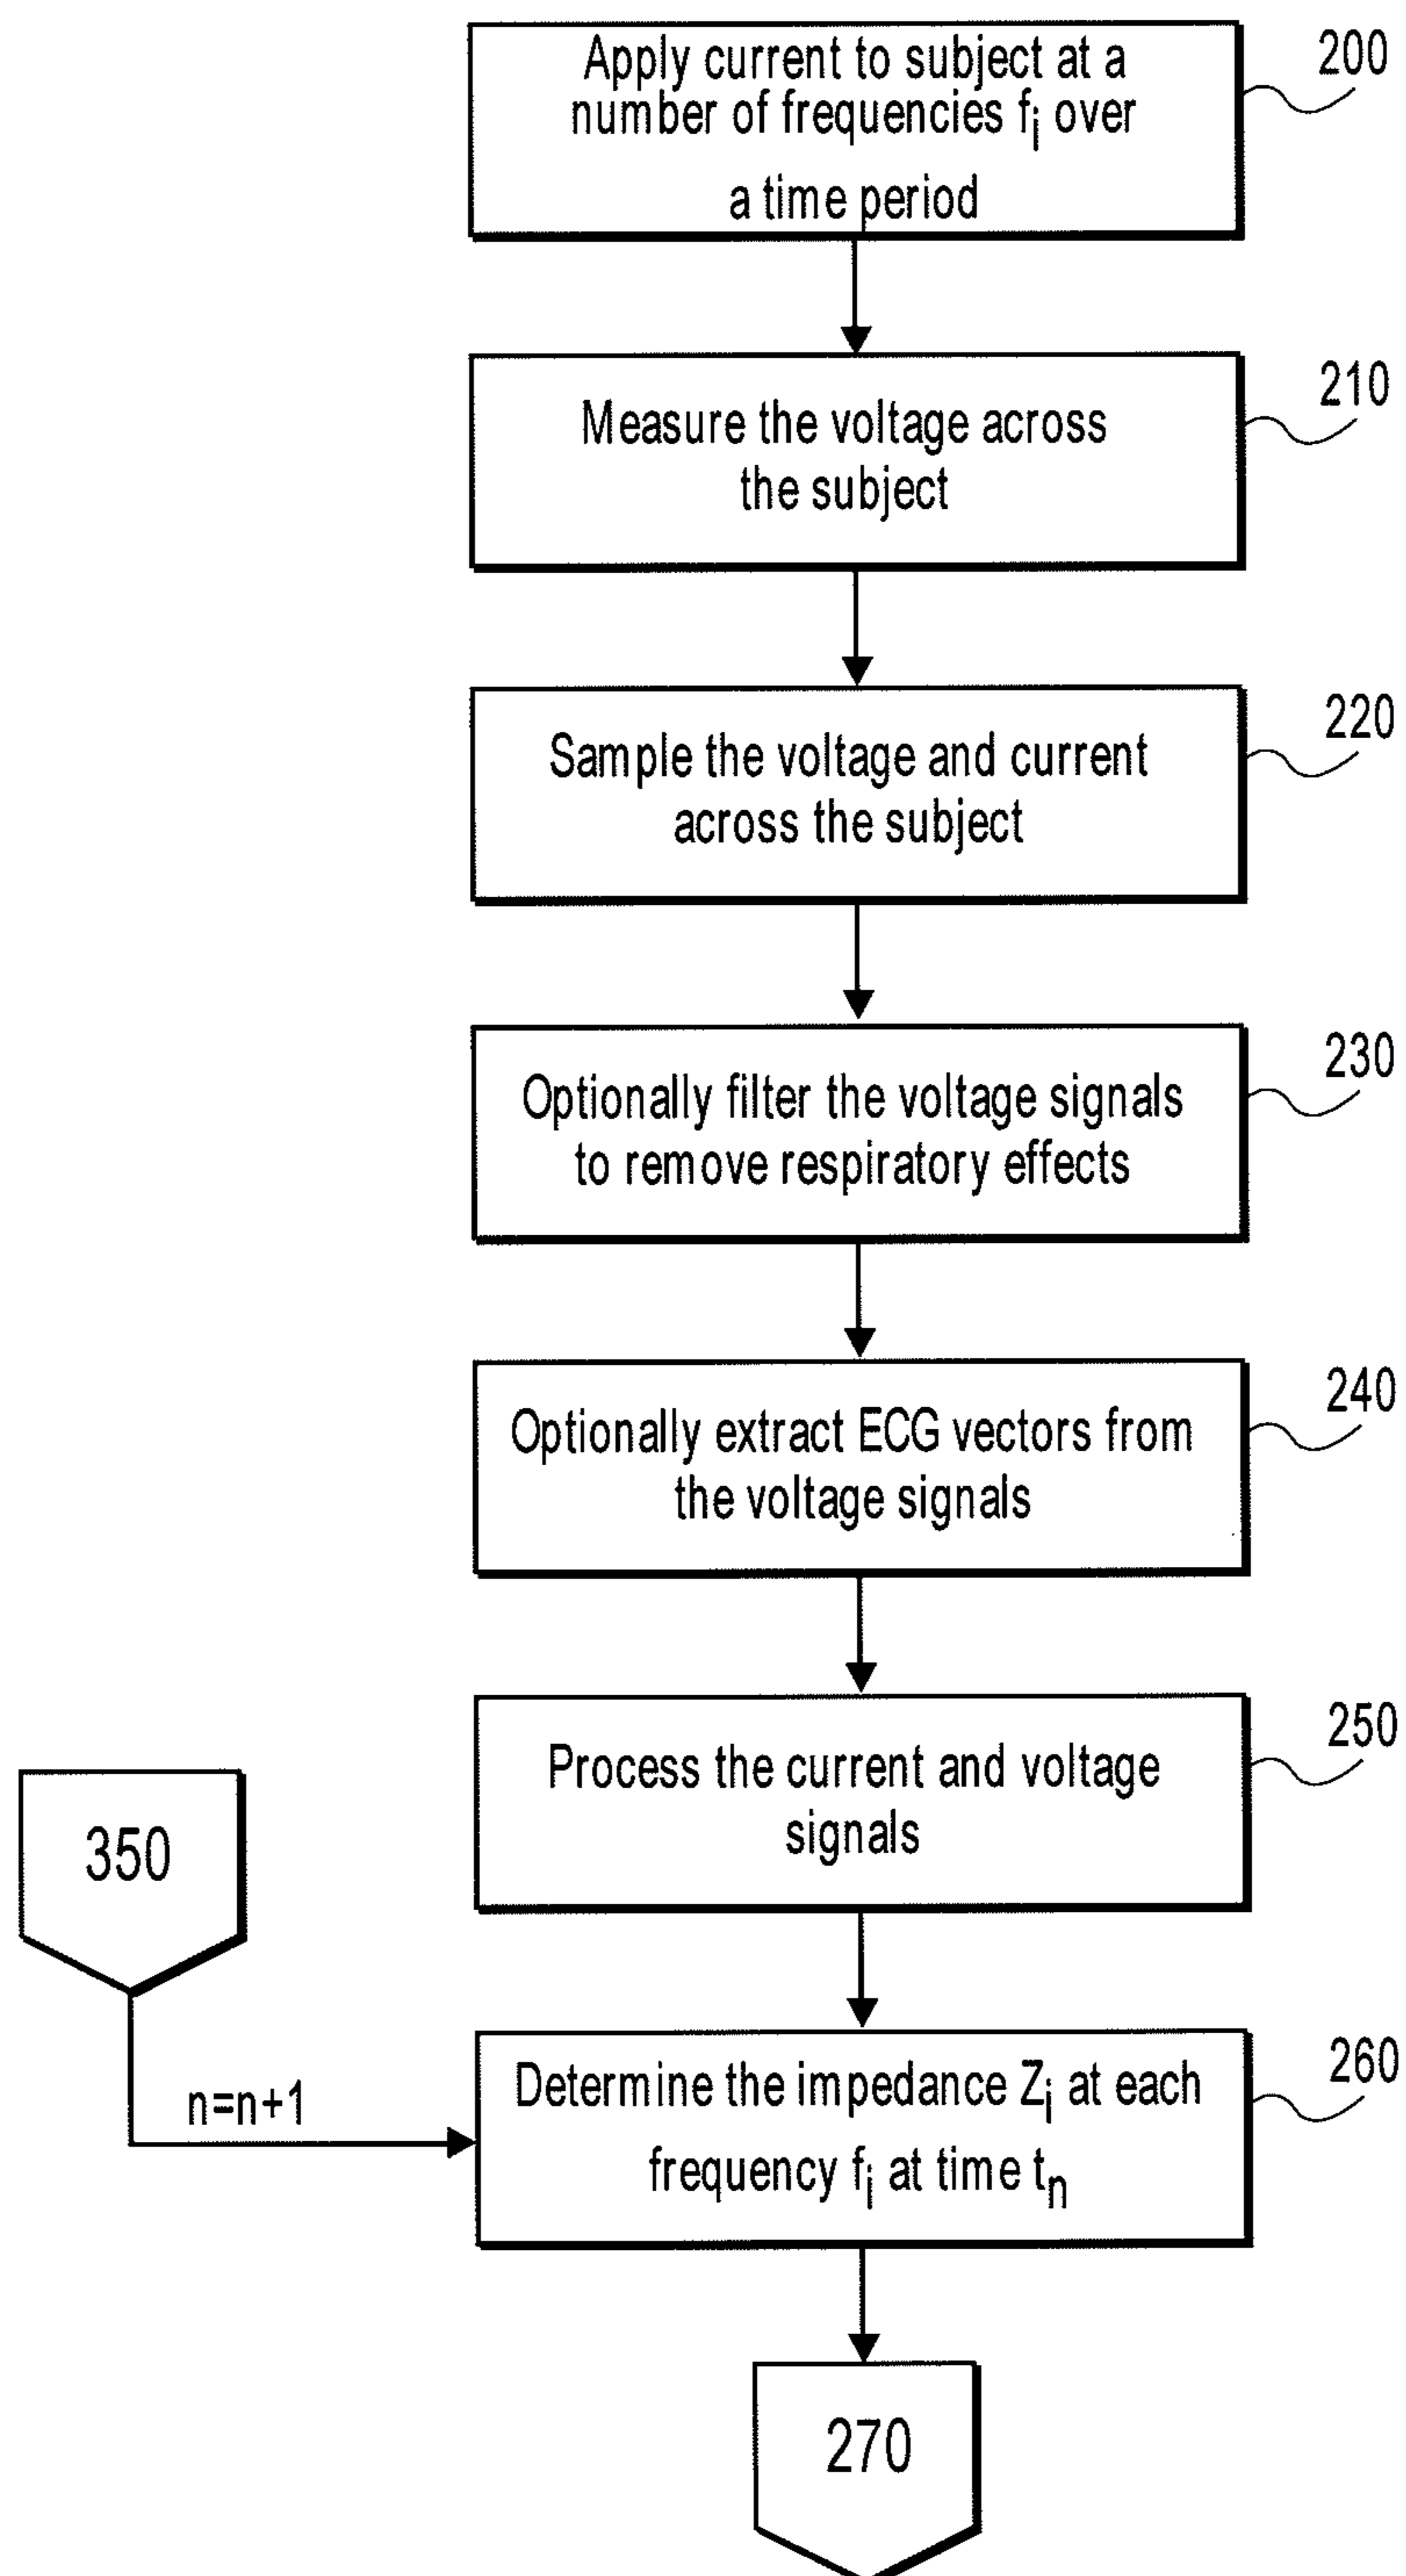 Apply current to subject at a
number of frequencies fi over
a time period
200
Measure the voltage across
the subject
210
Sample the voltage and current
across the subject
220
Optionally filter the voltage signals
to remove respiratory effects
230
Optionally extract ECG vectors from
the voltage signals
240
Process the current and voltage
signals
250
350
n=n+1
Determine the impedance Zi at each
frequency fi at time tn
260
270